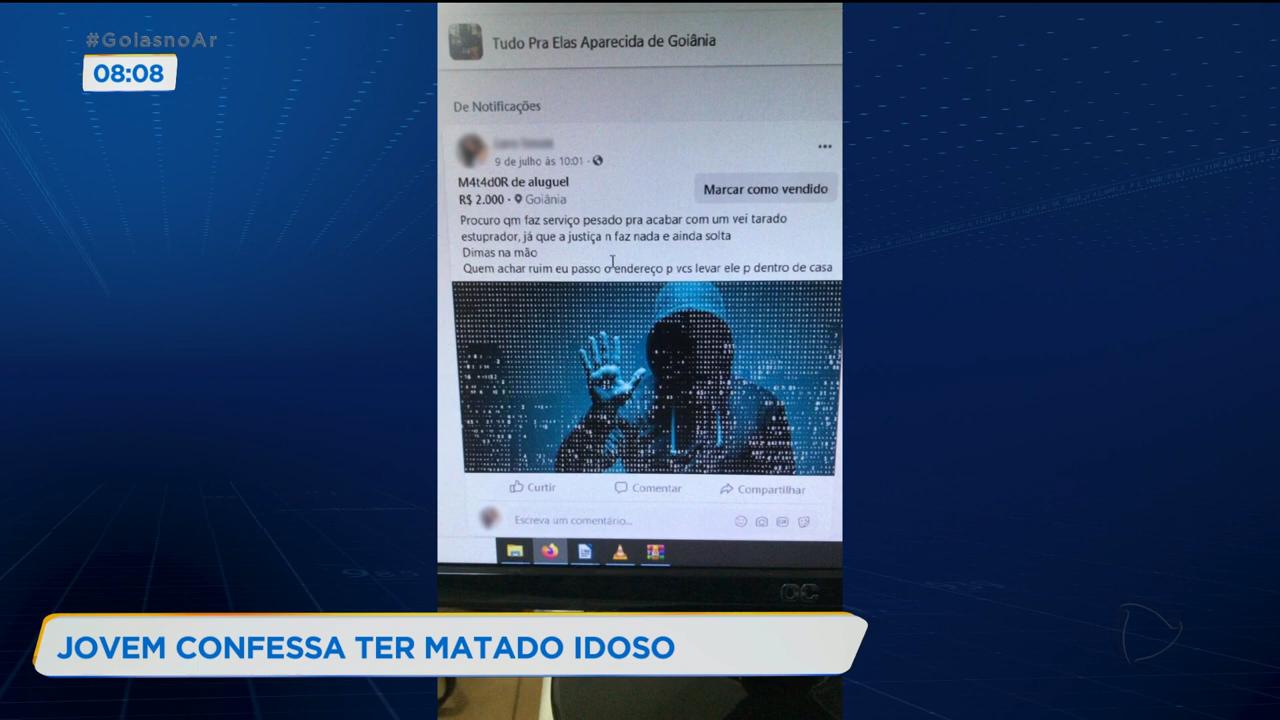 #GoiasnoAr
08:08
Tudo Pra Elas Aparecida de Goiânia
De Notificações
9 de julho às 10:01 ·
M4t4d0R de aluguel
R$ 2.000 · Goiânia
Marcar como vendido
Procuro qm faz serviço pesado pra acabar com um vei tarado
estuprador, já que a justiça n faz nada e ainda solta
Dimas na mão
Quem achar ruim eu passo o endereço p vcs levar ele p dentro de casa
Curtir
Comentar
Compartilhar
Escreva um comentário...
JOVEM CONFESSA TER MATADO IDOSO